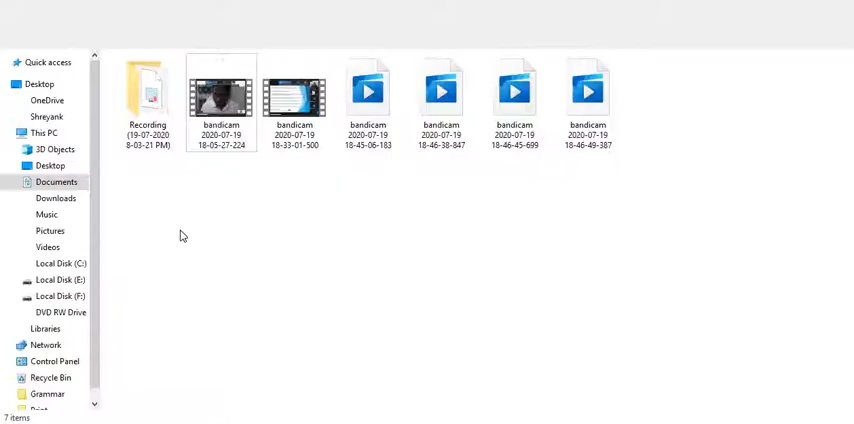 Quick access
Desktop
OneDrive
Shreyank
This PC
3D Objects
Desktop
Documents
Downloads
Music
Pictures
Videos
Local Disk (C:)
Local Disk (E:)
Local Disk (F:)
DVD RW Drive
Libraries
Network
Control Panel
Recycle Bin
Grammar
Recording
(19-07-2020
8-03-21 PM)
bandicam
2020-07-19
18-05-27-224
bandicam
2020-07-19
18-33-01-500
bandicam
2020-07-19
18-45-06-183
bandicam
2020-07-19
18-46-38-847
bandicam
2020-07-19
18-46-45-699
bandicam
2020-07-19
18-46-49-387
7 items